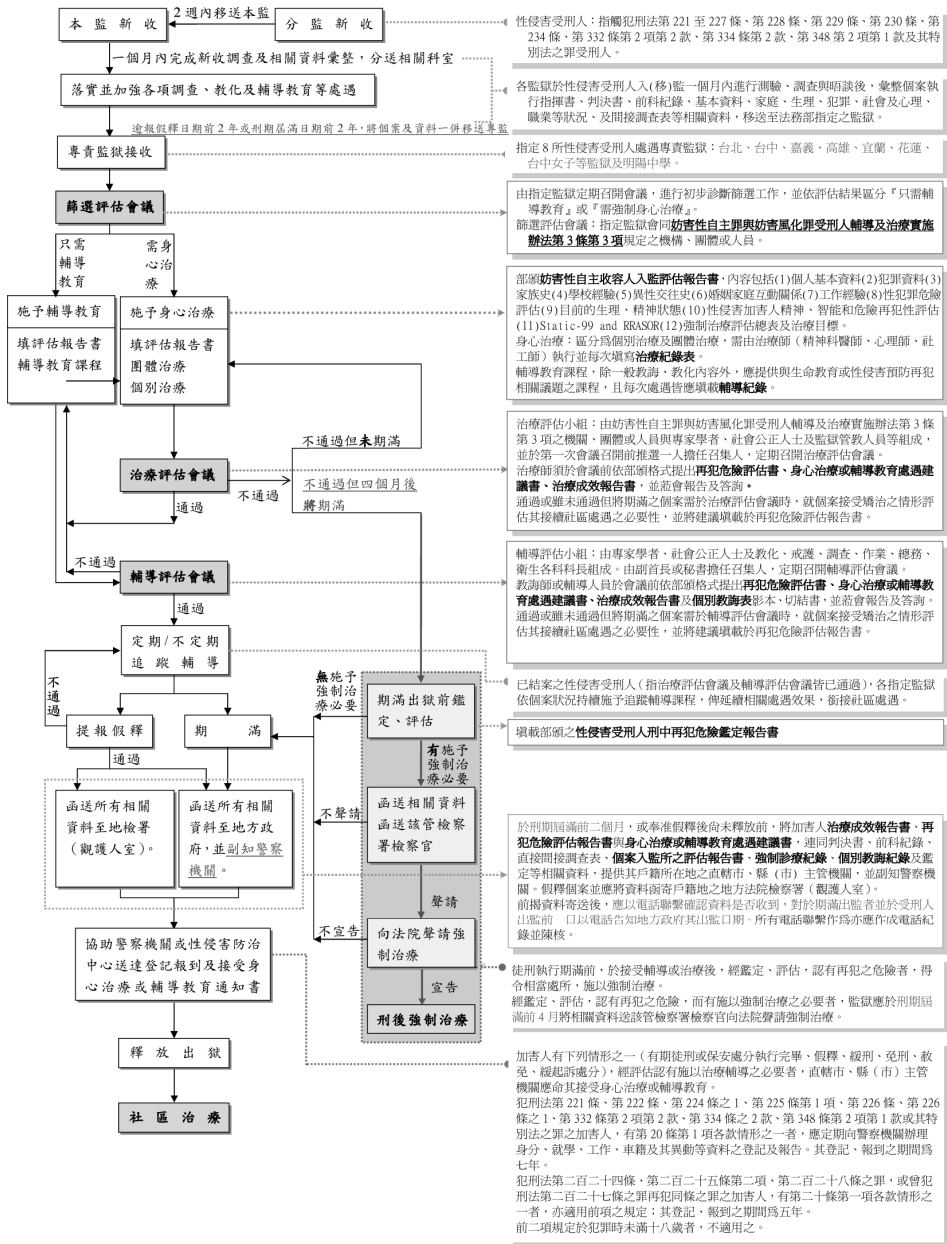 本監新收
2週內移送本監
分監新收
一個月內完成新收調查及相關資料彙整，分送相關科室
落實並加強各項調查、教化及輔導教育等處遇
逾報假釋日期前2年或刑期屆滿日期前2年，將個案及資料一併移送專監
專責監獄接收
篩選評估會議
只需
輔導
教育
需身
心治
療
施予輔導教育
填評估報告書
輔導教育課程
施予身心治療
填評估報告書
團體治療
個別治療
不通過但未期滿
治療評估會議
不通過
不通過但四個月後
將期滿
通過
不通過
輔導評估會議
通過
定期/不定期
追蹤輔導
不通過
提報假釋
期滿
通過
無施予
強制治
療必要
期滿出獄前鑑
定、評估
有施予
強制治
療必要
函送所有相關
資料至地檢署
（觀護人室）。
函送所有相關
資料至地方政
府，並副知警察
機關。
不聲請
函送相關資料
函送該管檢察
署檢察官
聲請
不宣告
向法院聲請強
制治療
宣告
刑後強制治療
協助警察機關或性侵害防治
中心送達登記報到及接受身
心治療或輔導教育通知書
釋放出獄
社區治療
性侵害受刑人：指觸犯刑法第 221 至 227 條、第 228 條、第 229 條、第 230 條、第
234 條、第 332 條第 2 項第 2 款、第 334 條第 2 款、第 348 第 2 項第 1 款及其特
別法之罪受刑人。
各監獄於性侵害受刑人入(移)監一個月內進行測驗、調查與晤談後，彙整個案執
行指揮書、判決書、前科紀錄、基本資料、家庭、生理、犯罪、社會及心理、
職業等狀況、及間接調查表等相關資料，移送至法務部指定之監獄。
指定 8 所性侵害受刑人處遇專責監獄：台北、台中、嘉義、高雄、宜蘭、花蓮、
台中女子等監獄及明陽中學。
由指定監獄定期召開會議，進行初步診斷篩選工作，並依評估結果區分『只需輔
導教育』或『需強制身心治療』。
篩選評估會議：指定監獄會同妨害性自主罪與妨害風化罪受刑人輔導及治療實施
辦法第 3 條第 3 項規定之機構、團體或人員。
部頒妨害性自主收容人入監評估報告書，內容包括(1)個人基本資料(2)犯罪資料(3)
家族史(4)學校經驗(5)異性交往史(6)婚姻家庭互動關係(7)工作經驗(8)性犯罪危險
評估(9)目前的生理、精神狀態(10)性侵害加害人精神、智能和危險再犯性評估
(11)Static-99 and RRASOR(12)強制治療評估總表及治療目標。
身心治療：區分為個別治療及團體治療，需由治療師（精神科醫師、心理師、社
工師）執行並每次填寫治療紀錄表。
輔導教育課程，除一般教誨、教化內容外，應提供與生命教育或性侵害預防再犯
相關議題之課程，且每次處遇皆應填載輔導紀錄。
治療評估小組：由妨害性自主罪與妨害風化罪受刑人輔導及治療實施辦法第 3 條
第 3 項之機關、團體或人員與專家學者、社會公正人士及監獄管教人員等組成，
並於第一次會議召開前推選一人擔任召集人，定期召開治療評估會議。
治療師須於會議前依部頒格式提出再犯危險評估書、身心治療或輔導教育處遇建
議書、治療成效報告書，並蒞會報告及答詢。
通過或雖未通過但將期滿之個案需於治療評估會議時，就個案接受矯治之情形評
估其接續社區處遇之必要性，並將建議填載於再犯危險評估報告書。
輔導評估小組：由專家學者、社會公正人士及教化、戒護、調查、作業、總務、
衛生各科科長組成。由副首長或秘書擔任召集人，定期召開輔導評估會議。
教誨師或輔導人員於會議前依部頒格式提出再犯危險評估書、身心治療或輔導教
育處遇建議書、治療成效報告書及個別教誨表影本、切結書，並蒞會報告及答詢。
通過或雖未通過但將期滿之個案需於輔導評估會議時，就個案接受矯治之情形評
估其接續社區處遇之必要性，並將建議填載於再犯危險評估報告書。
已結案之性侵害受刑人（指治療評估會議及輔導評估會議皆已通過），各指定監獄
依個案狀況持續施予追蹤輔導課程，俾延續相關處遇效果，銜接社區處遇。
填載部頒之性侵害受刑人刑中再犯危險鑑定報告書
於刑期屆滿前二個月，或奉准假釋後尚未釋放前，將加害人治療成效報告書、再
犯危險評估報告書與身心治療或輔導教育處遇建議書，連同判決書、前科紀錄、
直接間接調查表、個案入監所之評估報告書、強制診療紀錄、個別教誨紀錄及鑑
定等相關資料，提供其戶籍所在地之直轄市、縣（市）主管機關，並副知警察機
關。假釋個案並應將資料函寄戶籍地之地方法院檢察署（觀護人室）。
前揭資料寄送後，應以電話聯繫確認資料是否收到，對於期滿出監者並於受刑人
出監前一日以電話告知地方政府其出監日期。所有電話聯繫作為亦應作成電話紀
錄並陳核。
徒刑執行期滿前，於接受輔導或治療後，經鑑定、評估，認有再犯之危險者，得
令相當處所，施以強制治療。
經鑑定、評估，認有再犯之危險，而有施以強制治療之必要者，監獄應於刑期屆
滿前 4 月將相關資料送該管檢察署檢察官向法院聲請強制治療。
加害人有下列情形之一（有期徒刑或保安處分執行完畢、假釋、緩刑、免刑、赦
免、緩起訴處分），經評估認有施以治療輔導之必要者，直轄市、縣（市）主管
機關應命其接受身心治療或輔導教育。
犯刑法第 221 條、第 222 條、第 224 條之 1、第 225 條第 1 項、第 226 條、第 226
條之 1、第 332 條第 2 項第 2 款、第 334 條之 2 款、第 348 條第 2 項第 1 款或其特
別法之罪之加害人，有第 20 條第 1 項各款情形之一者，應定期向警察機關辦理
身分、就學、工作、車籍及其異動等資料之登記及報告。其登記、報到之期間為
七年。
犯刑法第二百二十四條、第二百二十五條第二項、第二百二十八條之罪，或曾犯
刑法第二百二十七條之罪再犯同條之罪之加害人，有第二十條第一項各款情形之
一者，亦適用前項之規定；其登記、報到之期間為五年。
前二項規定於犯罪時未滿十八歲者，不適用之。